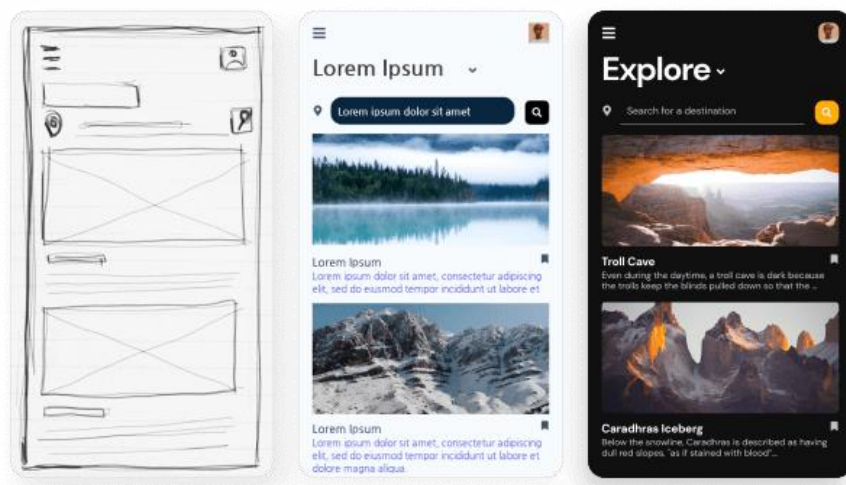 Lorem Ipsum
Lorem ipsum dolor sit amet
Lorem Ipsum
Lorem ipsum dolor sit amet, consectetur adipiscing
elit, sed do eiusmod tempor incididunt ut labore et
Lorem Ipsum
Lorem ipsum dolor sit amet, consectetur adipiscing
elit, sed do eiusmod tempor incididunt ut labore et
dolore magna aliqua.
Explore
Search for a destination
Troll Cave
Even during the daytime, a troll cave is dark because
the trolls keep the blinds pulled down so that the ...
Caradhras Iceberg
Below the snowline, Caradhras is described as having
dull red slopes, "as if stained with blood"...